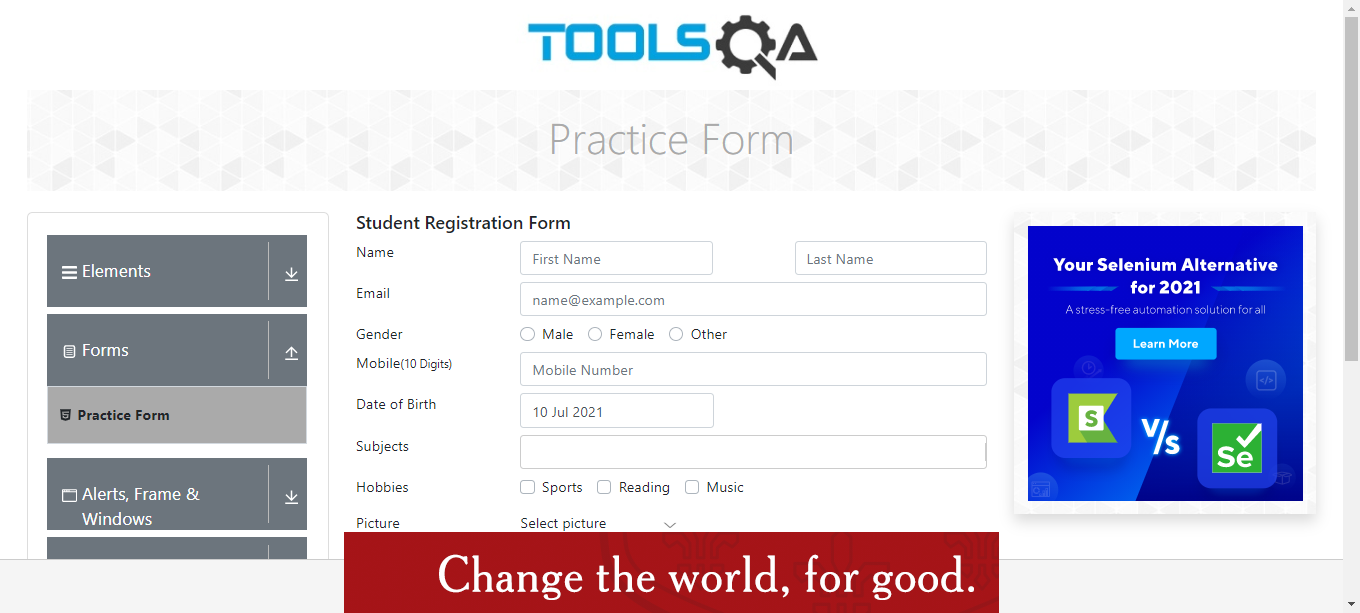 TOOLSQA
Practice Form
Elements
Forms
Practice Form
Alerts, Frame &
Windows
Student Registration Form
Name
First Name
Last Name
Email
name@example.com
Gender
Male
Female
Other
Mobile(10 Digits)
Mobile Number
Date of Birth
10 Jul 2021
Subjects
Hobbies
Sports
Reading
Music
Picture
Select picture
Your Selenium Alternative
for 2021
A stress-free automation solution for all
Learn More
S
V/s
Se
Change the world, for good.